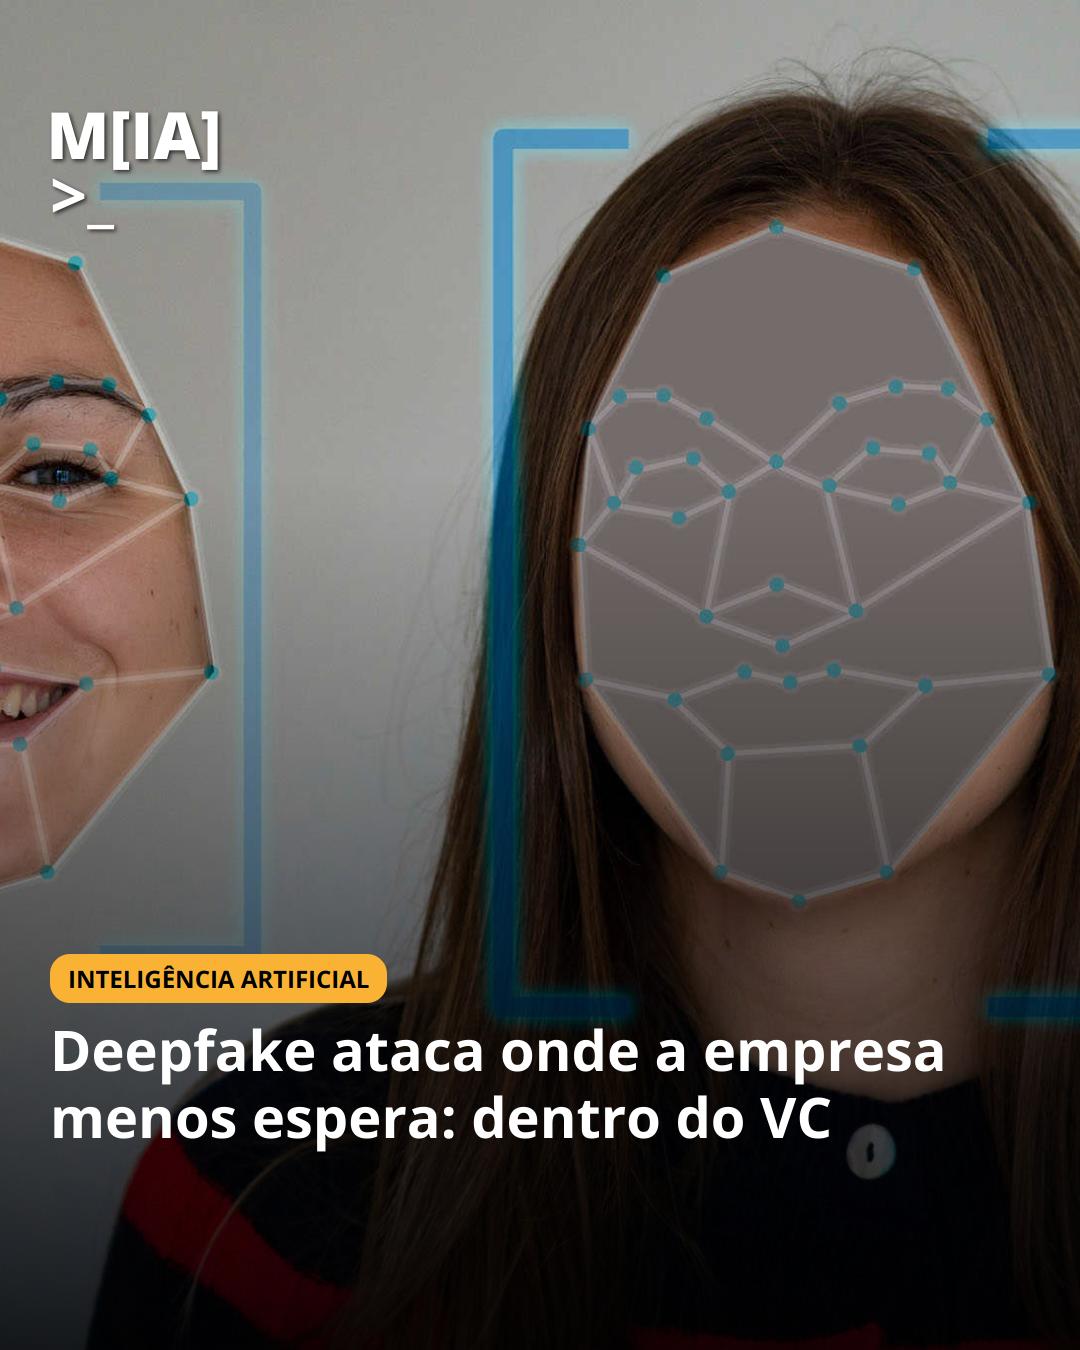 M[IA]
>_
INTELIGÊNCIA ARTIFICIAL
Deepfake ataca onde a empresa
menos espera: dentro do VC